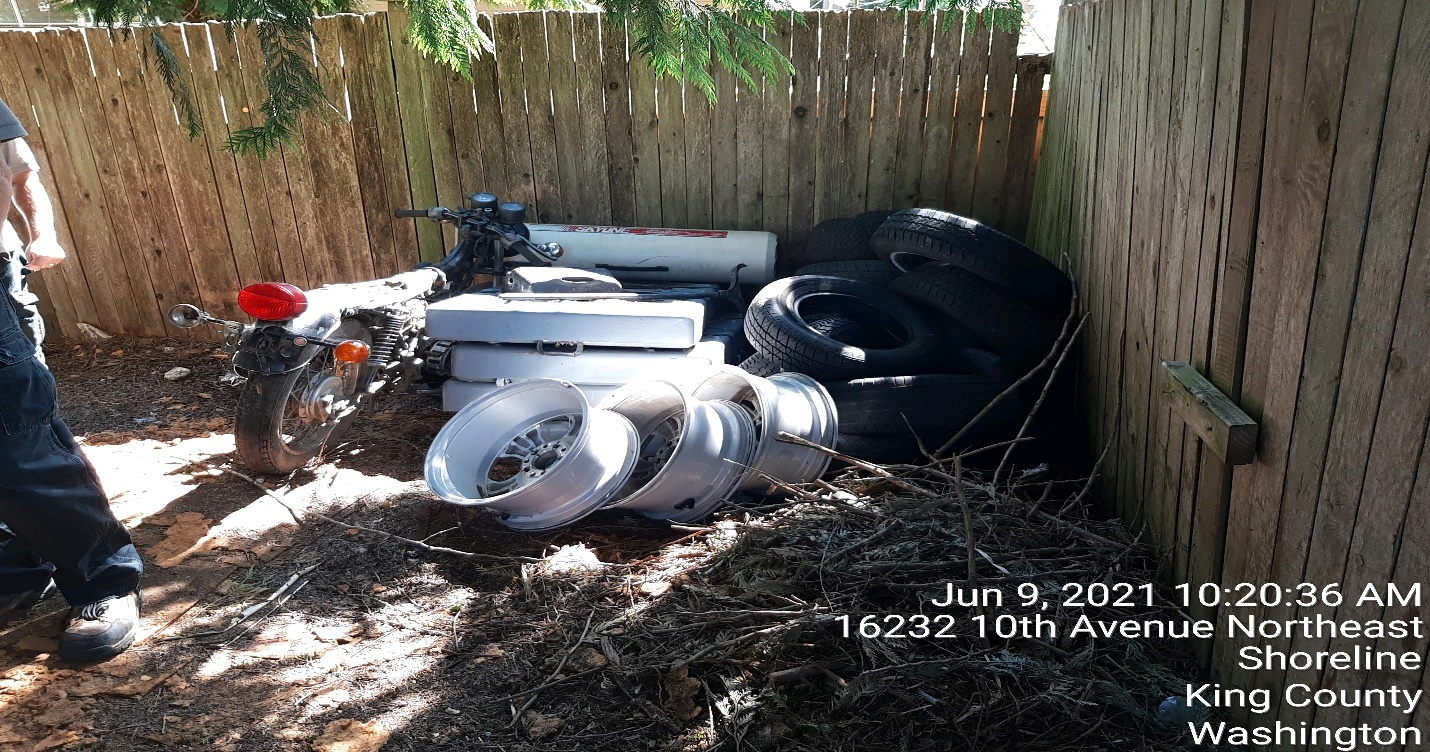 SKYLINE
Jun 9, 2021 10:20:36 AM
16232 10th Avenue Northeast
Shoreline
King County
Washington